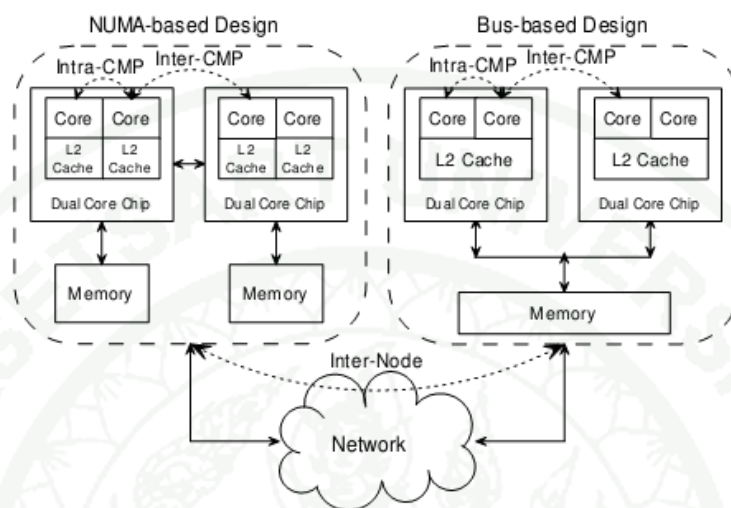 NUMA-based Design
Bus-based Design
Intra-CMP
Inter-CMP
Intra-CMP
Inter-CMP
Core
Core
Core
Core
Core
Core
Core
Core
L2 Cache
L2 Cache
L2 Cache
L2 Cache
L2 Cache
L2 Cache
Dual Core Chip
Dual Core Chip
Dual Core Chip
Dual Core Chip
Memory
Memory
Memory
Inter-Node
Network